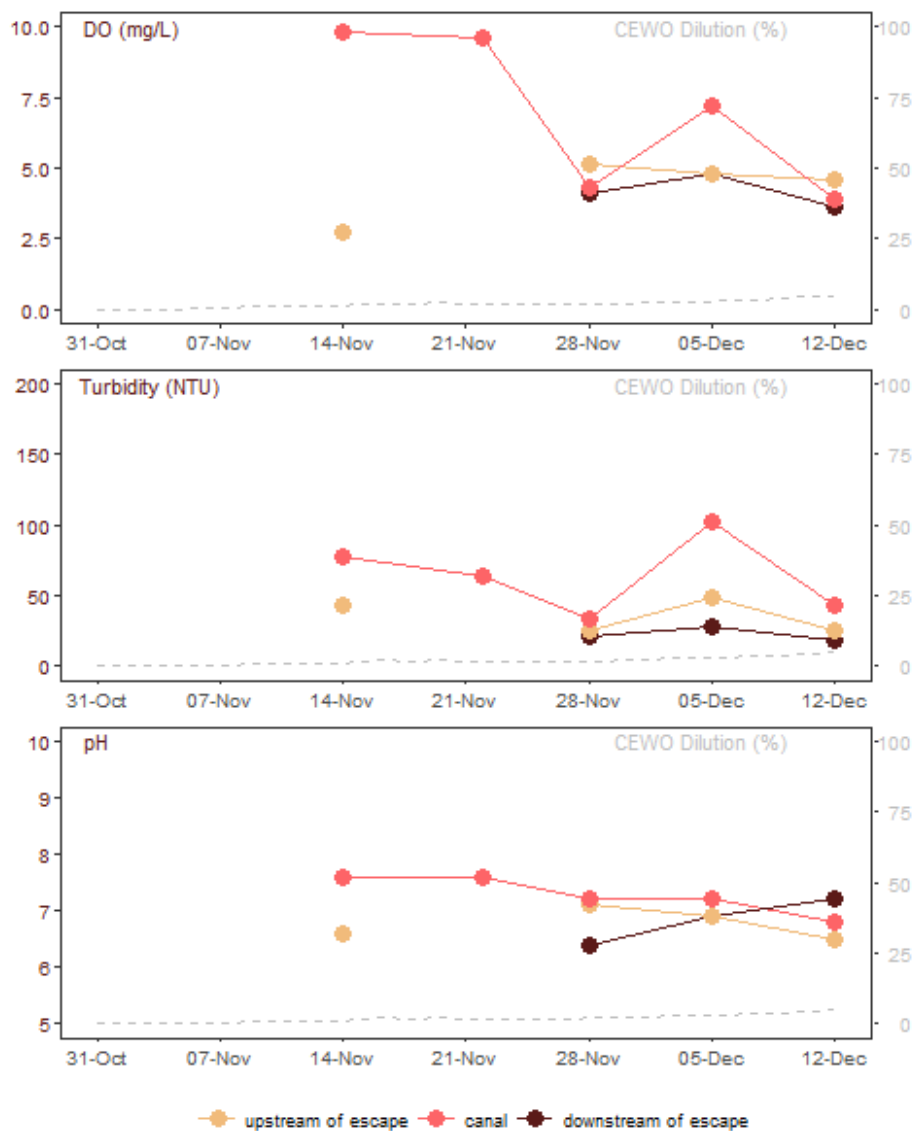 DO (mg/L) CEWO Dilution (%)
10.0 100
7.5 75
5.0 50
2.5 25
0.0 0
31-Oct 07-Nov 14-Nov 21-Nov 28-Nov 05-Dec 12-Dec
Turbidity (NTU) CEWO Dilution (%)
200 100
150 75
100 50
50 25
0 0
31-Oct 07-Nov 14-Nov 21-Nov 28-Nov 05-Dec 12-Dec
pH CEWO Dilution (%)
10 100
9 75
8
7 50
6 25
5 0
31-Oct 07-Nov 14-Nov 21-Nov 28-Nov 05-Dec 12-Dec
upstream of escape canal downstream of escape